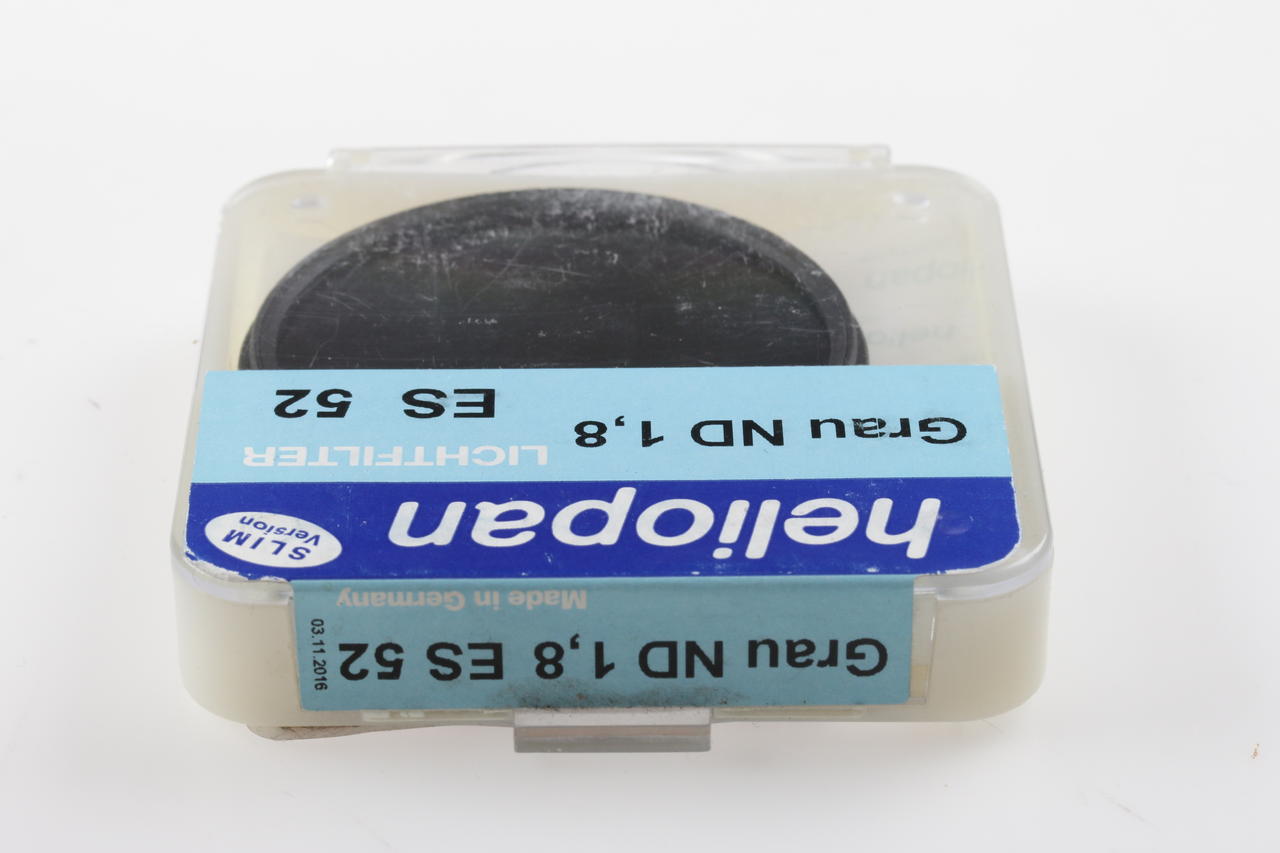 heliopan
SLIM
Version
LICHTFILTER
Grau ND 1,8
ES 52
Made in Germany
Grau ND 1,8 ES 52
03.11.2016